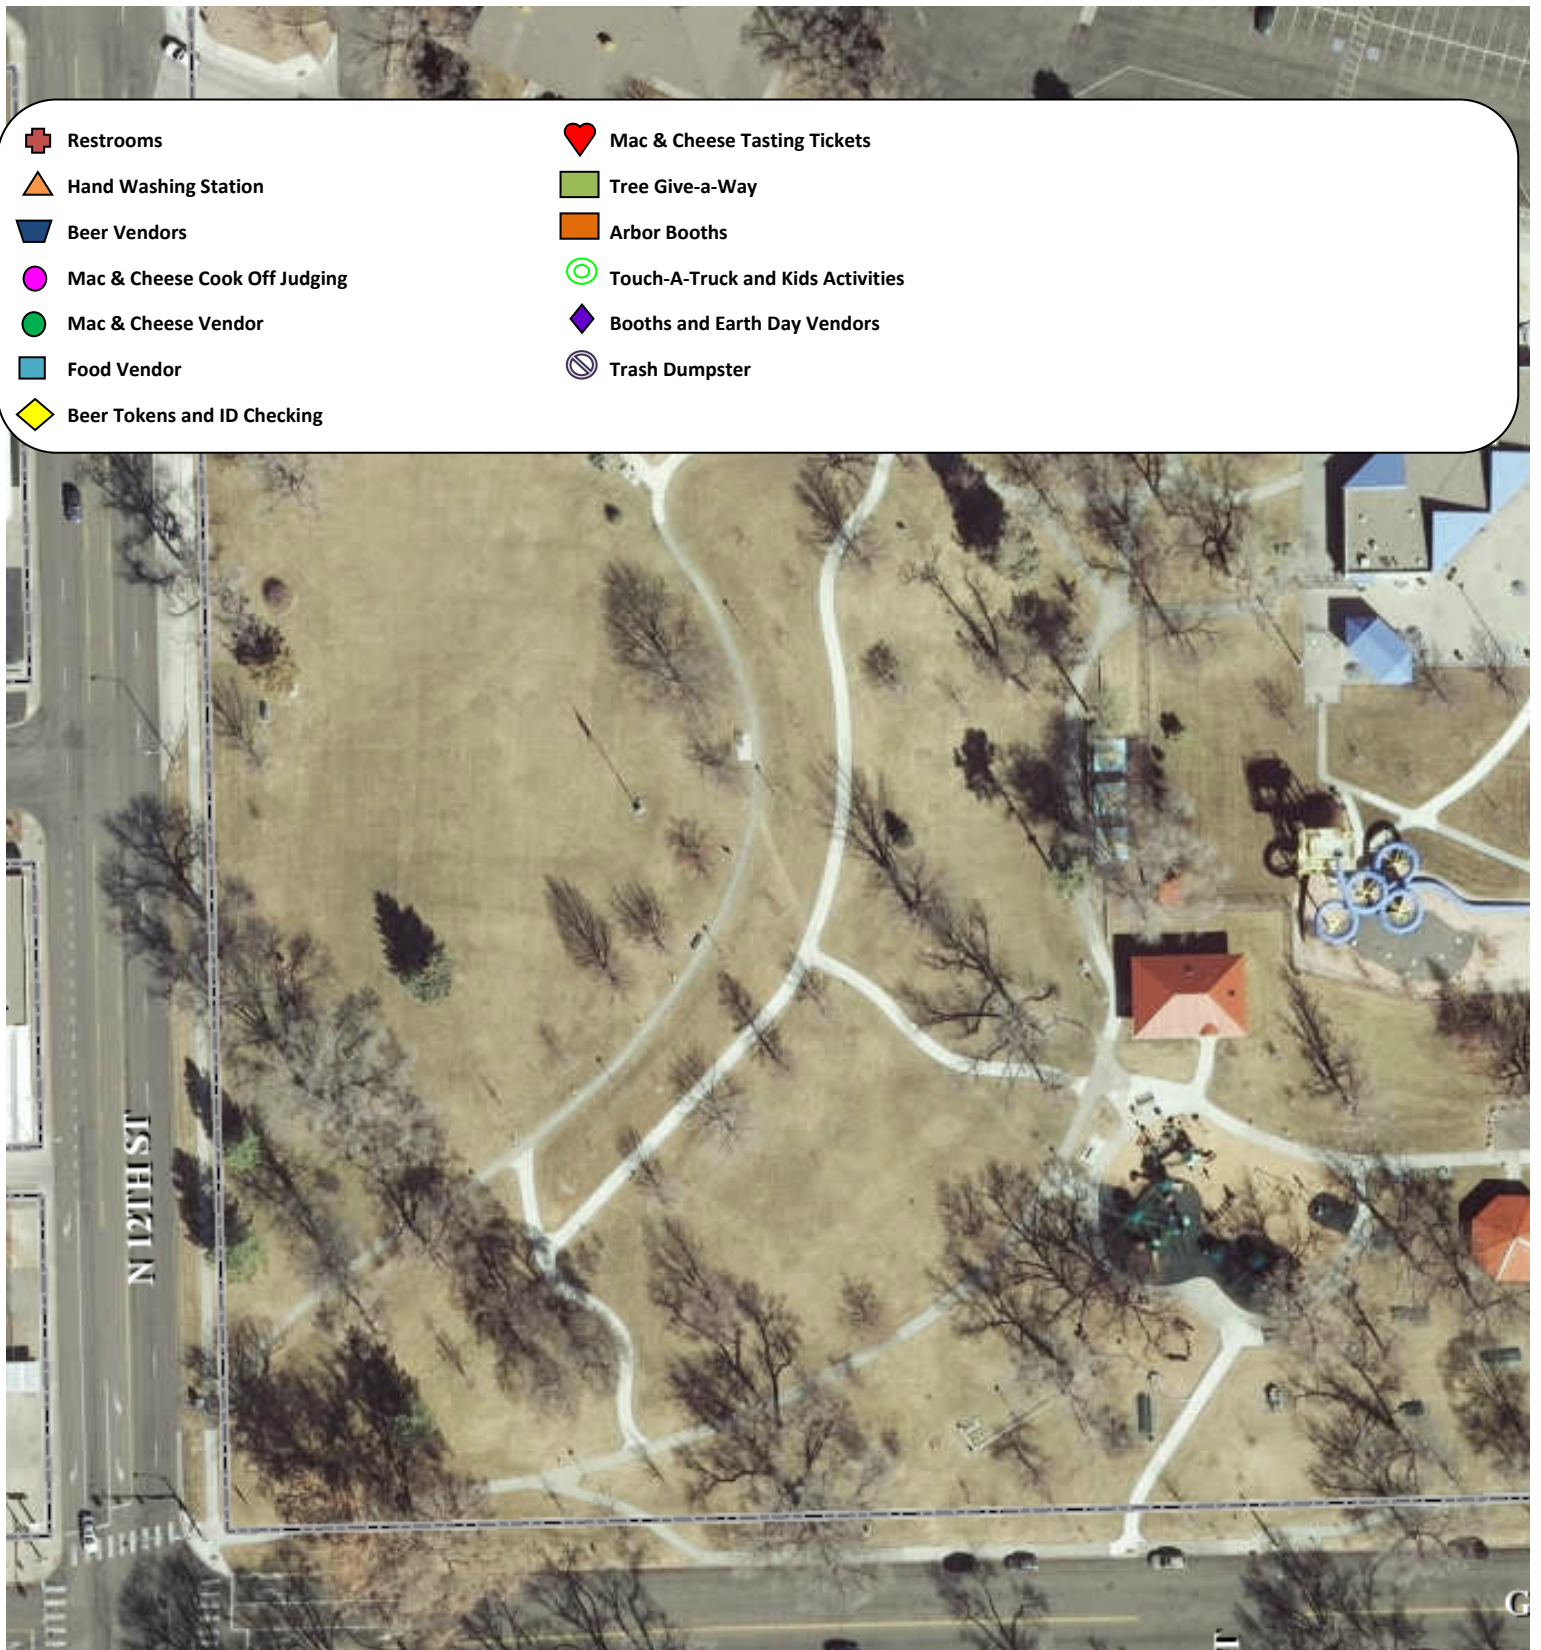 Restrooms
Hand Washing Station
Beer Vendors
Mac & Cheese Cook Off Judging
Mac & Cheese Vendor
Food Vendor
Beer Tokens and ID Checking
Mac & Cheese Tasting Tickets
Tree Give-a-Way
Arbor Booths
Touch-A-Truck and Kids Activities
Booths and Earth Day Vendors
Trash Dumpster
N 12TH ST
G